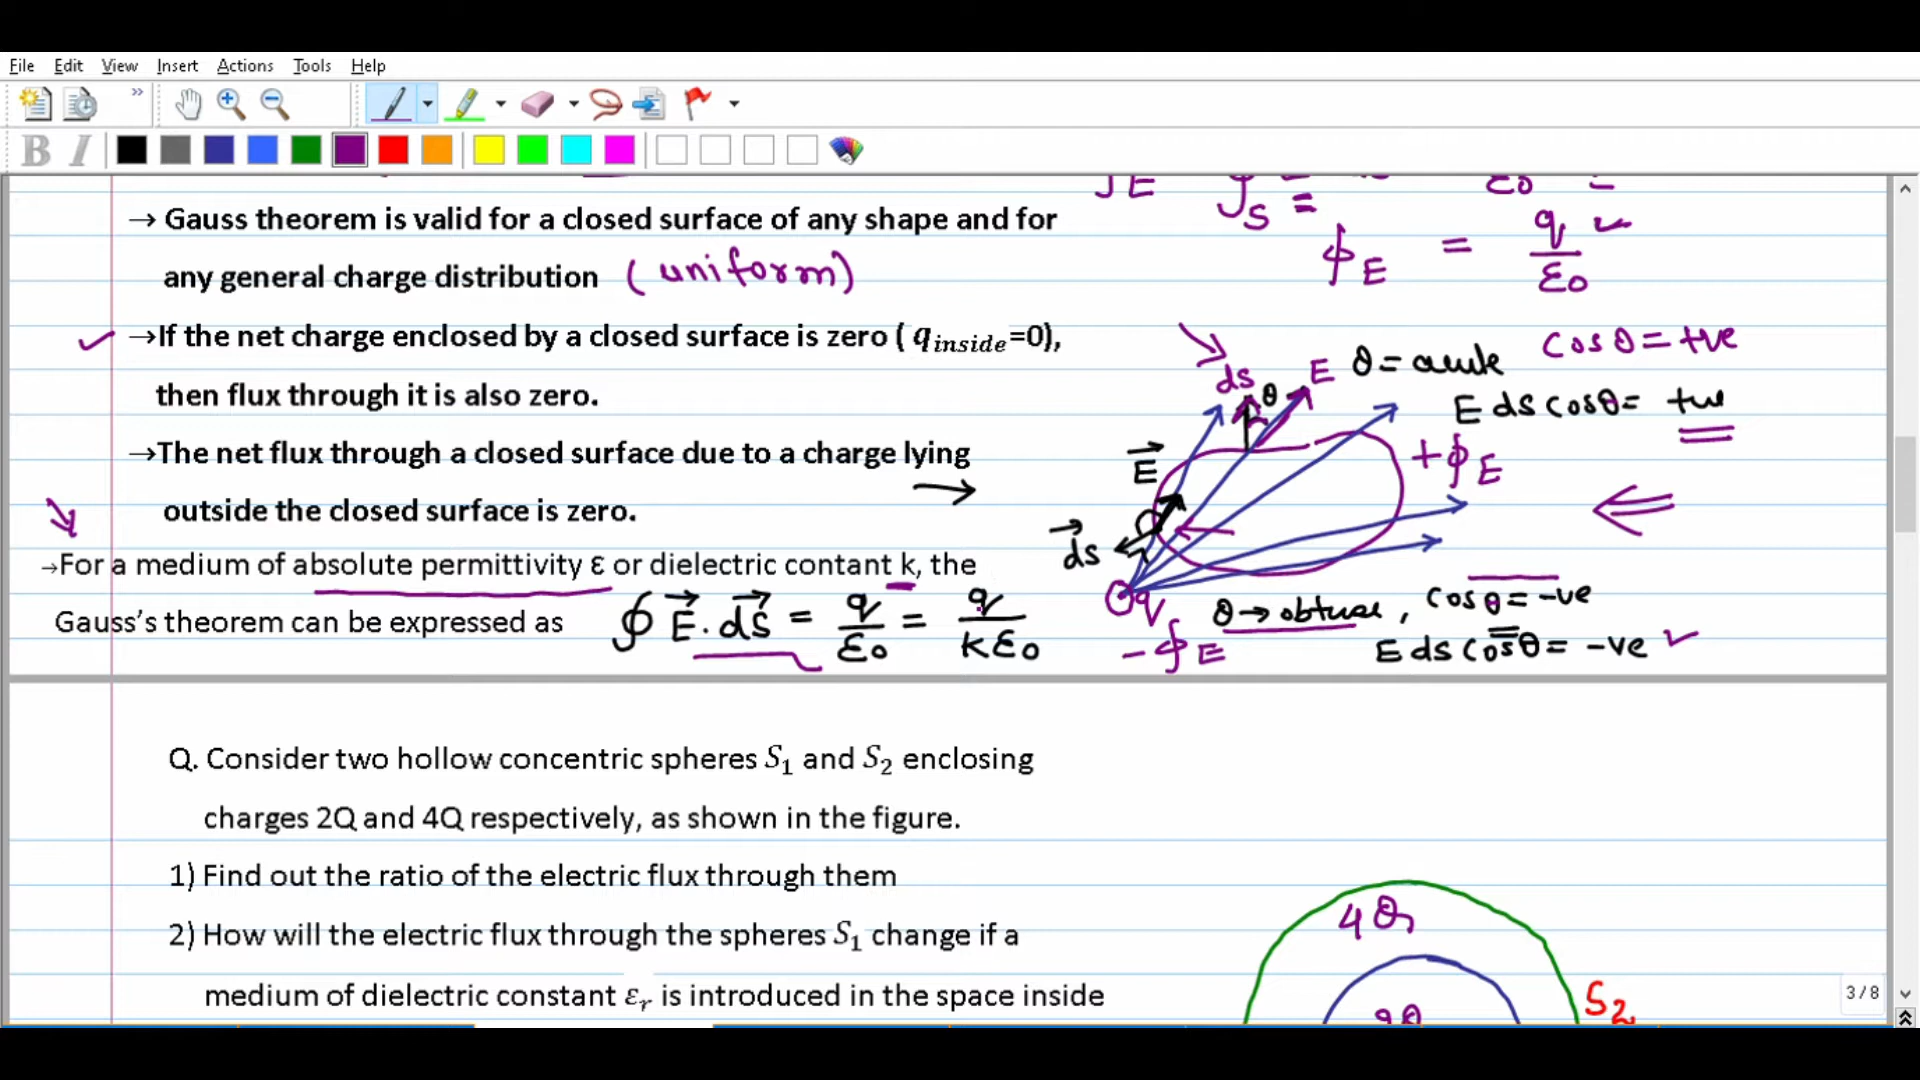 File Edit View Insert Actions Tools Help
B I
→ Gauss theorem is valid for a closed surface of any shape and for
any general charge distribution (uniform)
ϕE = q/ε0
→If the net charge enclosed by a closed surface is zero ( qinside=0),
then flux through it is also zero.
→The net flux through a closed surface due to a charge lying
outside the closed surface is zero.
→For a medium of absolute permittivity ε or dielectric contant k, the
Gauss's theorem can be expressed as ∮ E⃗. ds⃗ = q/ε0 = q/kε0
cosθ = +ve
ds θ E θ =
E ds cosθ = +ve
E⃗ +ϕE
ds⃗
q θ → obtuse, cosθ = -ve
-ϕE E ds cosθ = -ve
Q. Consider two hollow concentric spheres S1 and S2 enclosing
charges 2Q and 4Q respectively, as shown in the figure.
1) Find out the ratio of the electric flux through them
2) How will the electric flux through the spheres S1 change if a
medium of dielectric constant εr is introduced in the space inside
4Q
S2
3 / 8